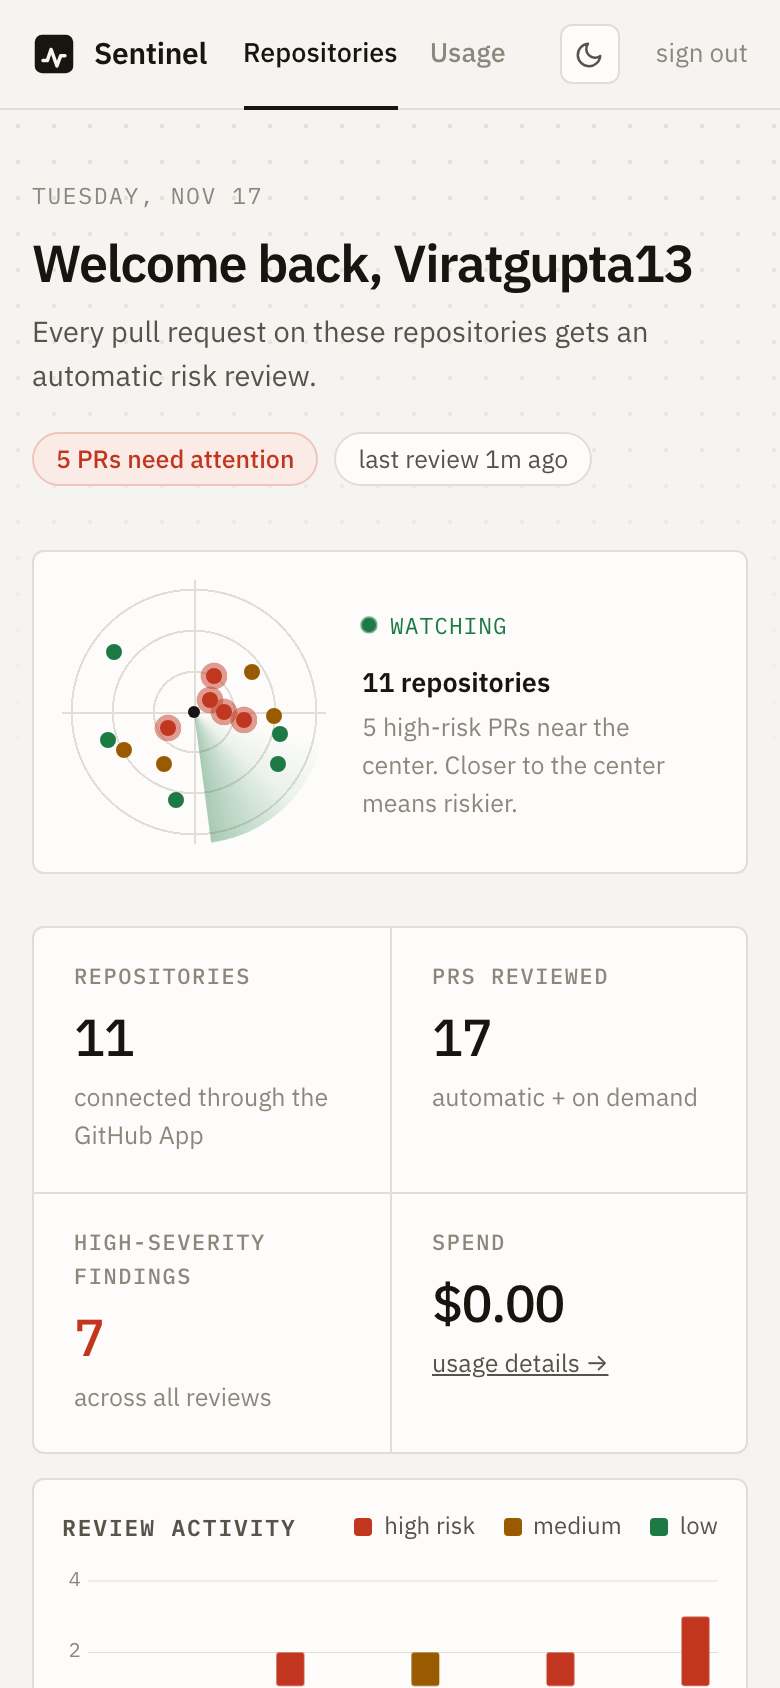 Sentinel Repositories Usage sign out
TUESDAY, NOV 17
Welcome back, Viratgupta13
Every pull request on these repositories gets an
automatic risk review.
5 PRs need attention last review 1m ago
WATCHING
11 repositories
5 high-risk PRs near the
center. Closer to the center
means riskier.
REPOSITORIES
11
connected through the
GitHub App
PRS REVIEWED
17
automatic + on demand
HIGH-SEVERITY
FINDINGS
7
across all reviews
SPEND
$0.00
usage details →
REVIEW ACTIVITY high risk medium low
4
2